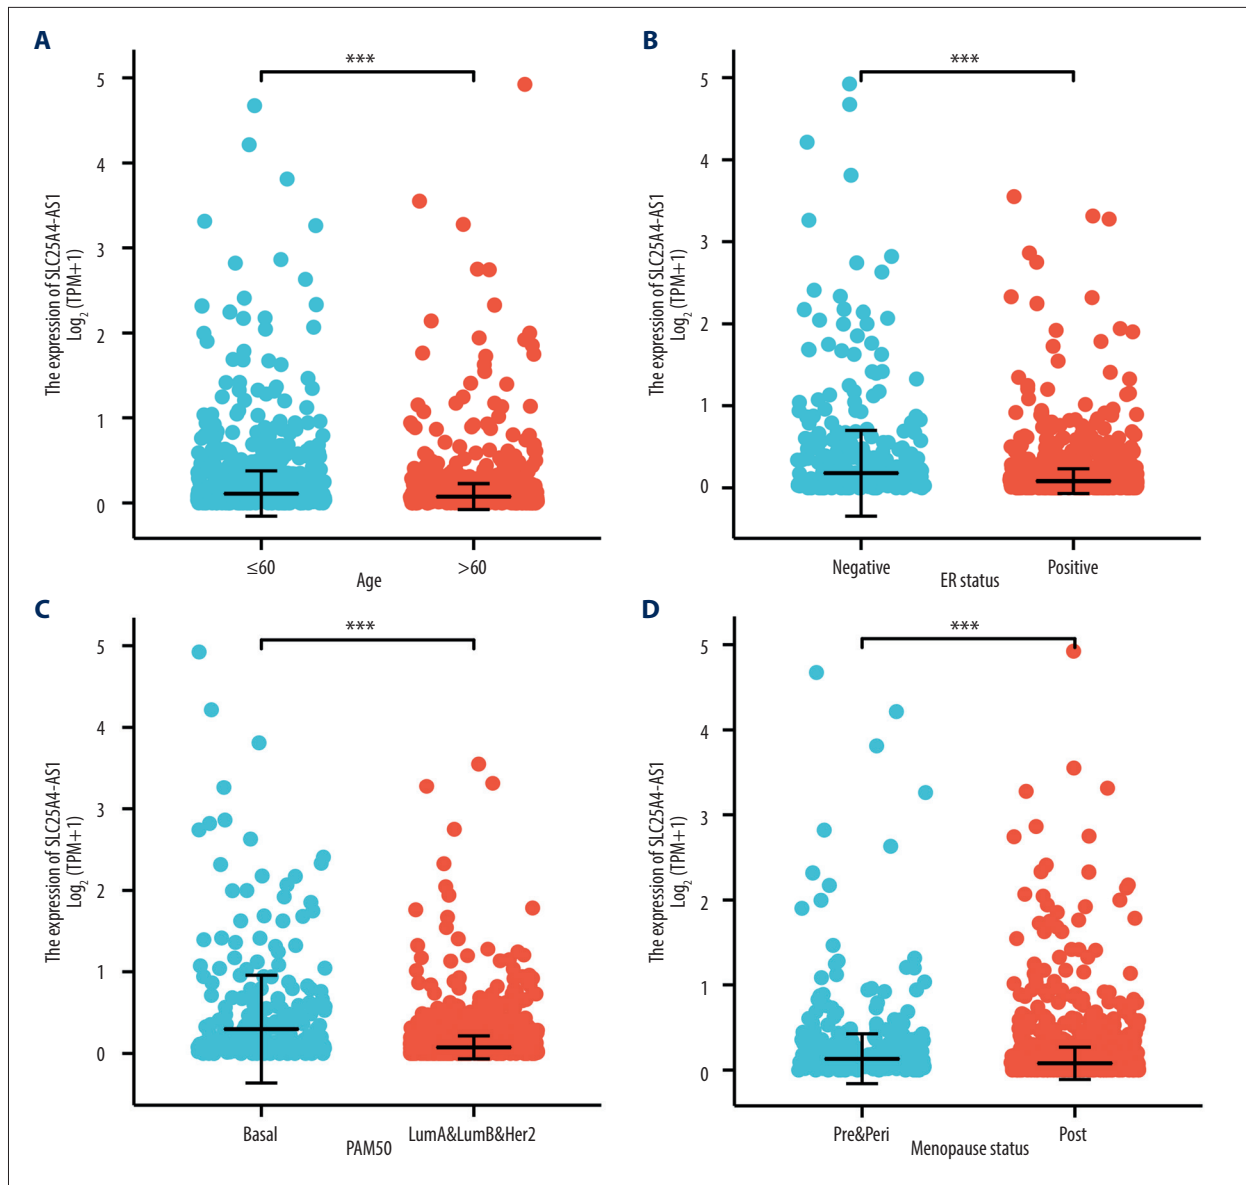 A
***
5
4
3
2
1
0
The expression of SLC25A4-AS1
Log2 (TPM+1)
≤60
>60
Age
B
***
5
4
3
2
1
0
The expression of SLC25A4-AS1
Log2 (TPM+1)
Negative
Positive
ER status
C
***
5
4
3
2
1
0
The expression of SLC25A4-AS1
Log2 (TPM+1)
Basal
LumA&LumB&Her2
PAM50
D
***
5
4
3
2
1
0
The expression of SLC25A4-AS1
Log2 (TPM+1)
Pre&Peri
Post
Menopause status